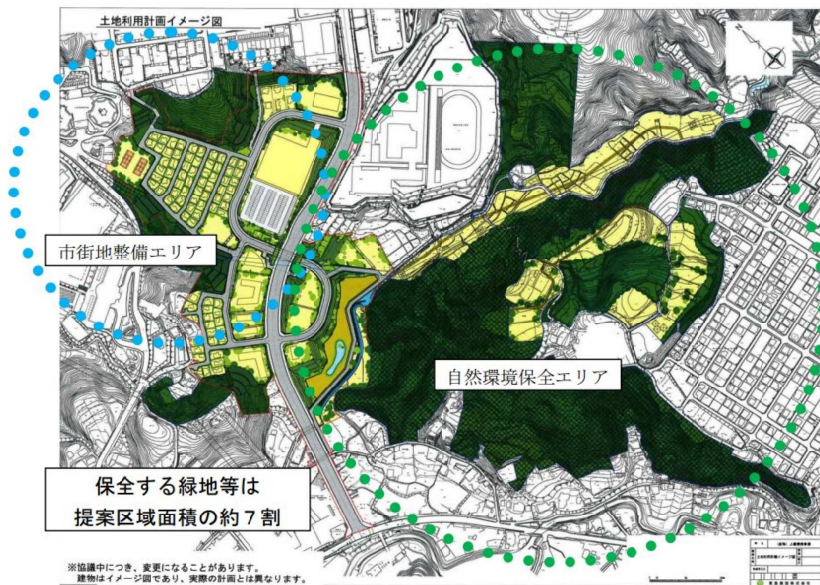 土地利用計画イメージ図
市街地整備エリア
自然環境保全エリア
保全する緑地等は
提案区域面積の約７割
※協議中につき、変更になることがあります。
建物はイメージ図であり、実際の計画とは異なります。